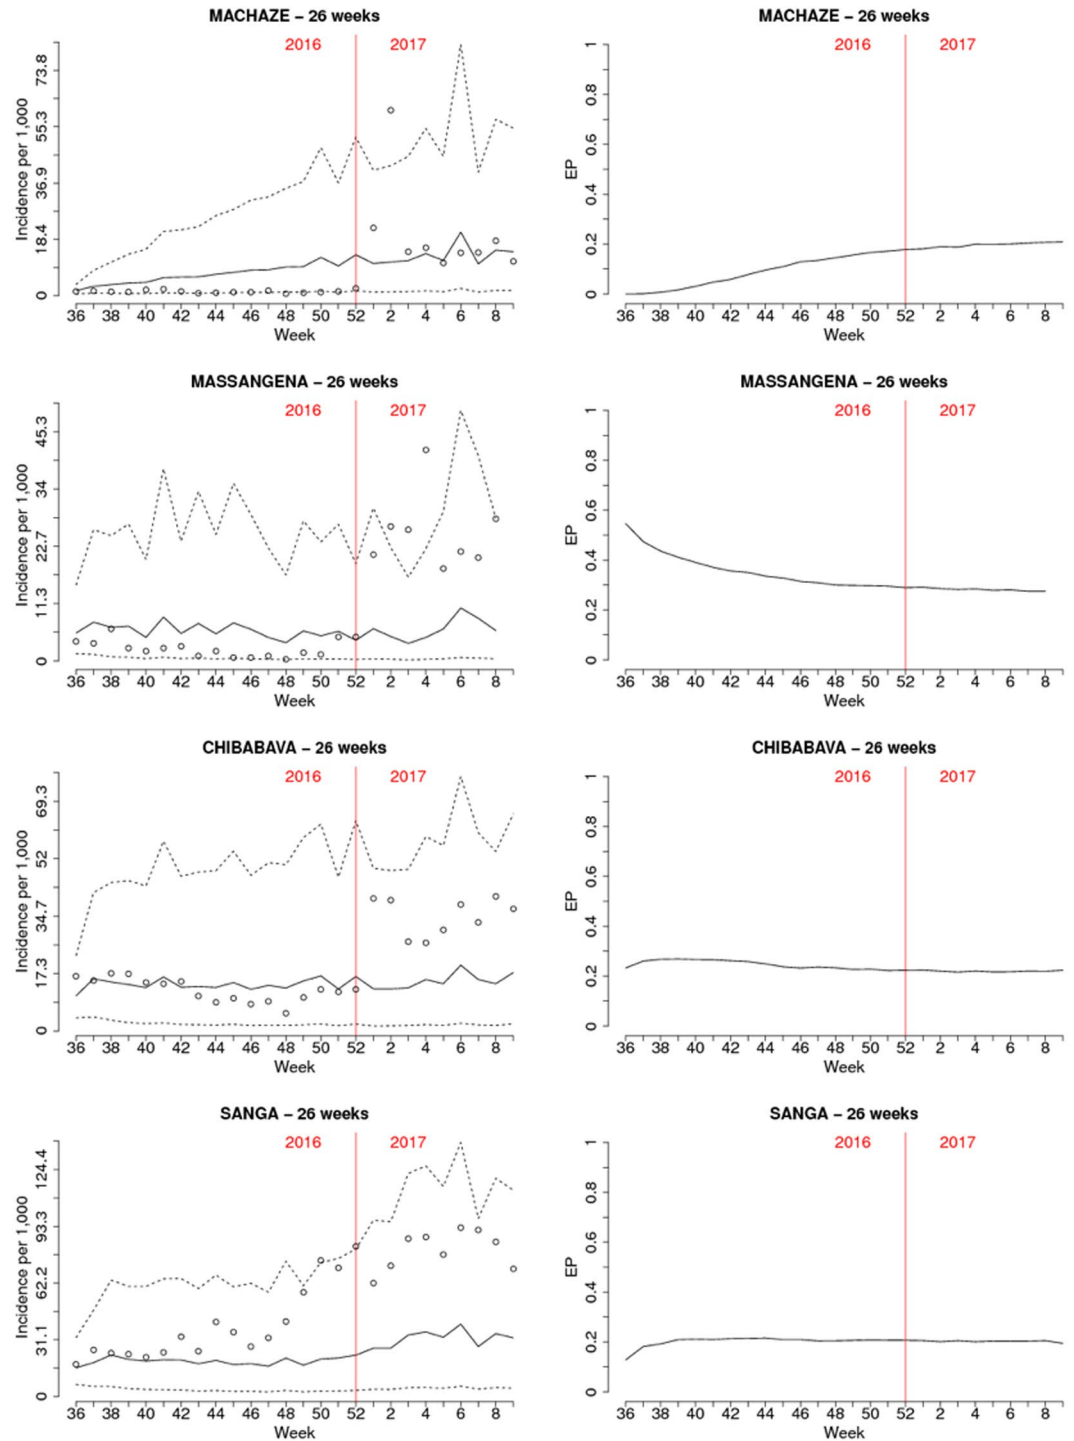 MACHAZE – 26 weeks
2016 2017
Incidence per 1,000
0 18.4 36.9 55.3 73.8
36 38 40 42 44 46 48 50 52 2 4 6 8
Week
MACHAZE – 26 weeks
2016 2017
EP
0 0.2 0.4 0.6 0.8 1
36 38 40 42 44 46 48 50 52 2 4 6 8
Week
MASSANGENA – 26 weeks
2016 2017
Incidence per 1,000
0 11.3 22.7 34 45.3
36 38 40 42 44 46 48 50 52 2 4 6 8
Week
MASSANGENA – 26 weeks
2016 2017
EP
0 0.2 0.4 0.6 0.8 1
36 38 40 42 44 46 48 50 52 2 4 6 8
Week
CHIBABAVA – 26 weeks
2016 2017
Incidence per 1,000
0 17.3 34.7 52 69.3
36 38 40 42 44 46 48 50 52 2 4 6 8
Week
CHIBABAVA – 26 weeks
2016 2017
EP
0 0.2 0.4 0.6 0.8 1
36 38 40 42 44 46 48 50 52 2 4 6 8
Week
SANGA – 26 weeks
2016 2017
Incidence per 1,000
0 31.1 62.2 93.3 124.4
36 38 40 42 44 46 48 50 52 2 4 6 8
Week
SANGA – 26 weeks
2016 2017
EP
0 0.2 0.4 0.6 0.8 1
36 38 40 42 44 46 48 50 52 2 4 6 8
Week